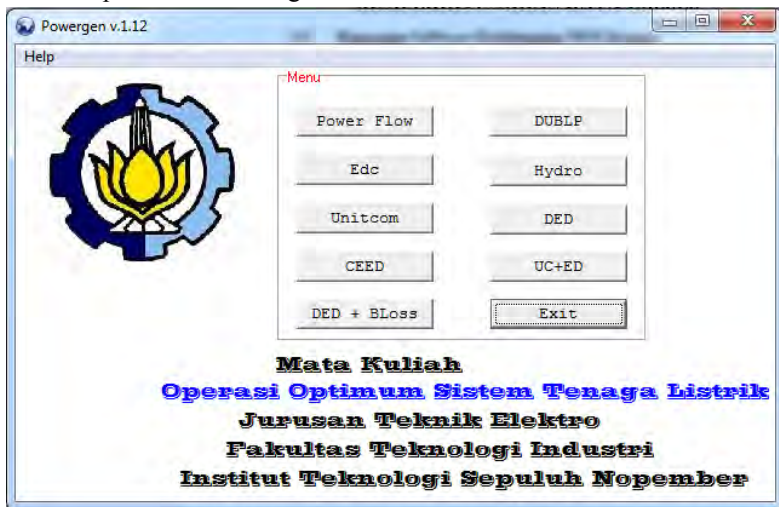 Powergen v.1.12
Help
Menu
Power Flow DUBLP
Edc Hydro
Unitcom DED
CEED UC+ED
DED + BLoss Exit
Mata Kuliah
Operasi Optimum Sistem Tenaga Listrik
Jurusan Teknik Elektro
Fakultas Teknologi Industri
Institut Teknologi Sepuluh Nopember